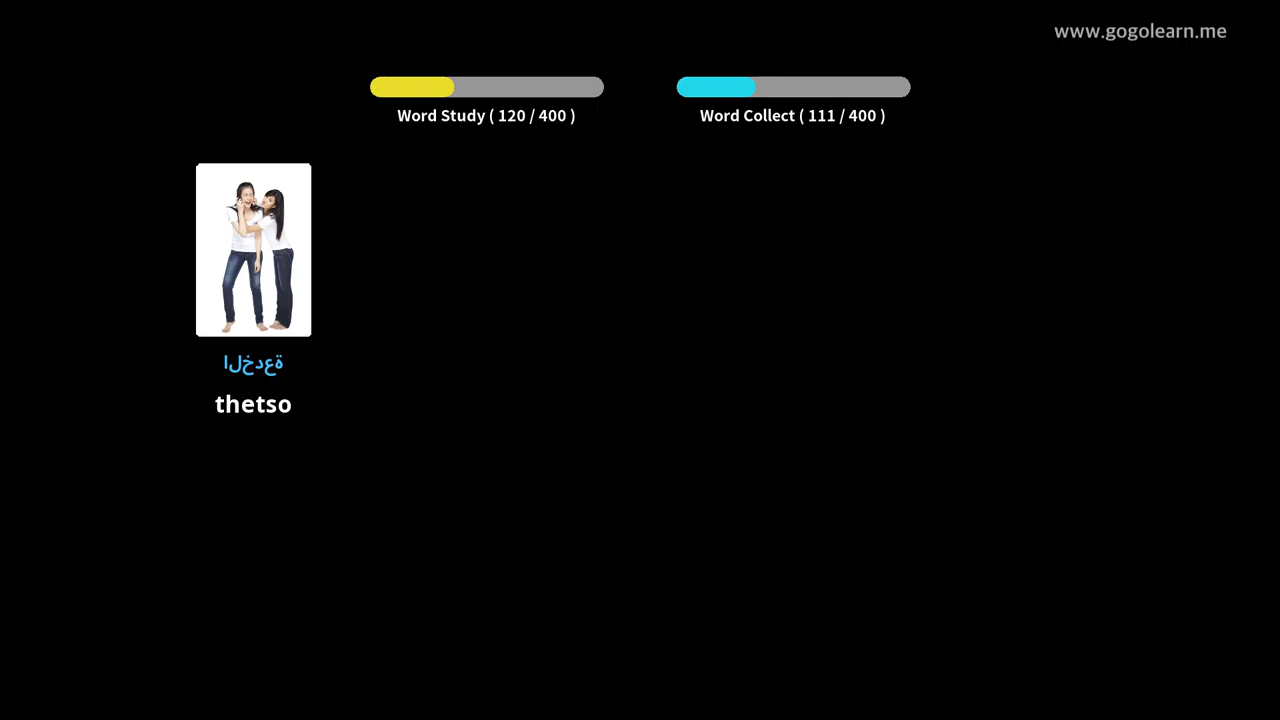 www.gogolearn.me
Word Study ( 120 / 400 )
Word Collect ( 111 / 400 )
الخدعة
thetso